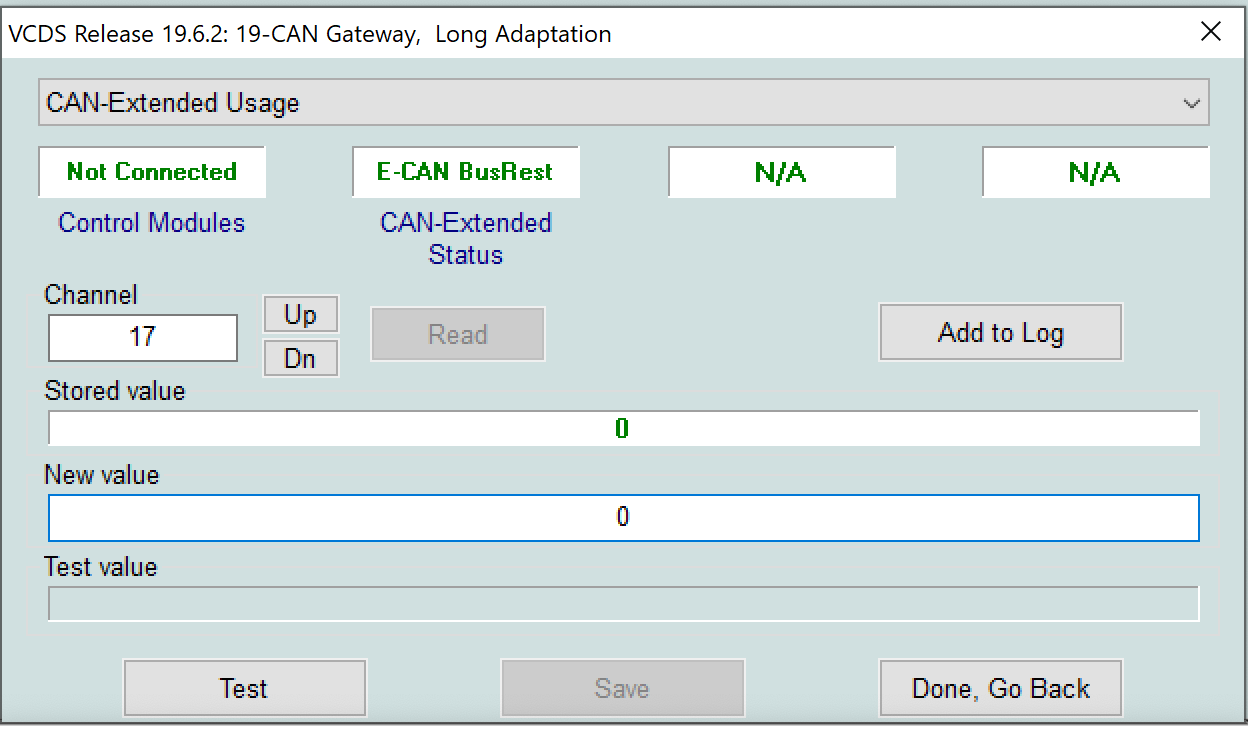 VCDS Release 19.6.2: 19-CAN Gateway,  Long Adaptation
CAN-Extended Usage
Not Connected
E-CAN BusRest
N/A
N/A
Control Modules
CAN-Extended
Status
Channel
17
Up
Dn
Read
Add to Log
Stored value
0
New value
0
Test value
Test
Save
Done, Go Back